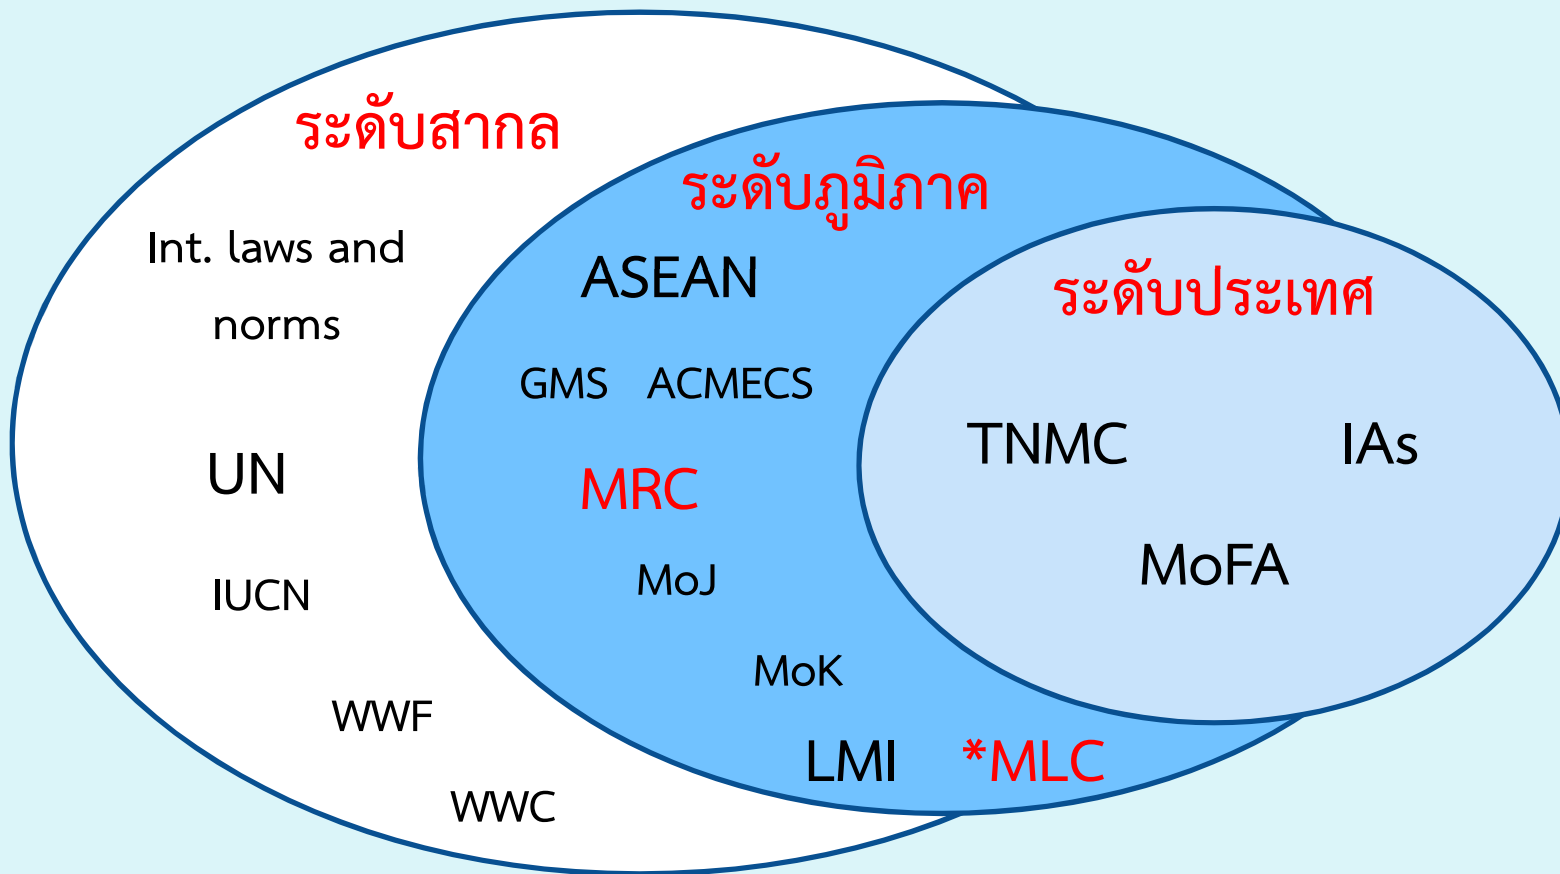 ระดับสากล
Int. laws and
norms
UN
IUCN
WWF
WWC
ระดับภูมิภาค
ASEAN
GMS ACMECS
MRC
MoJ
MoK
LMI *MLC
ระดับประเทศ
TNMC IAs
MoFA